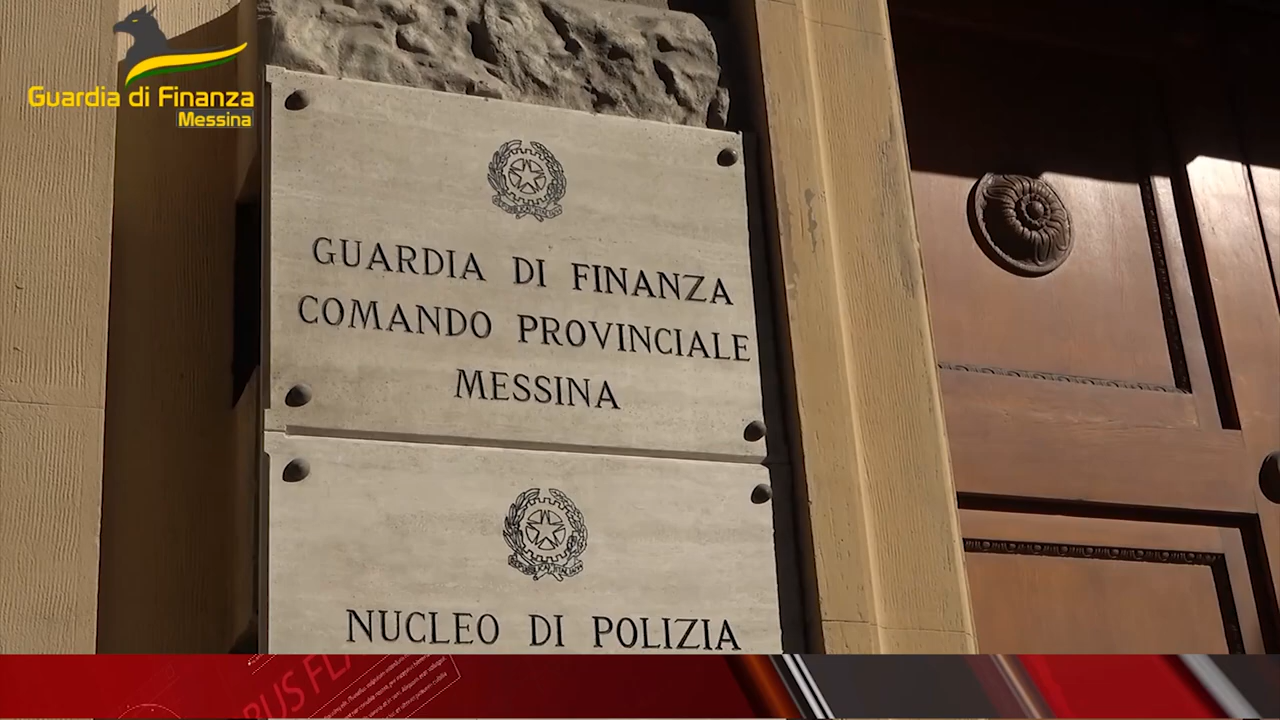 Guardia di Finanza
Messina
GUARDIA DI FINANZA
COMANDO PROVINCIALE
MESSINA
NUCLEO DI POLIZIA